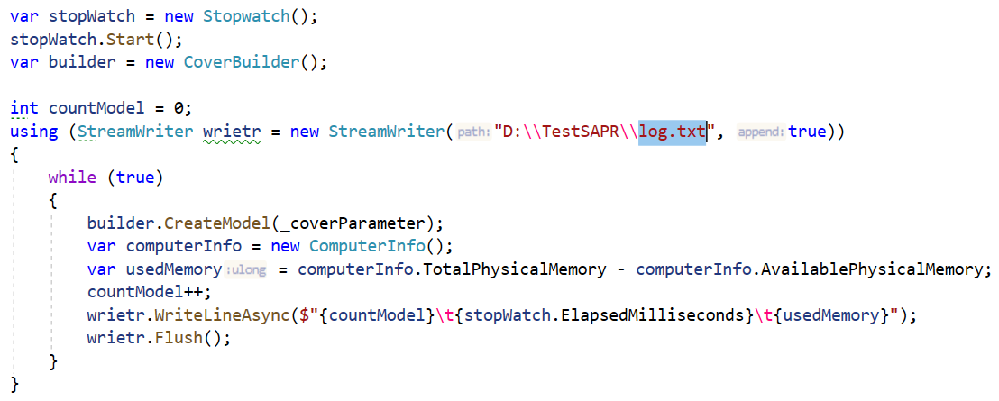 var stopWatch = new Stopwatch();
stopWatch.Start();
var builder = new CoverBuilder();

int countModel = 0;
using (StreamWriter wrietr = new StreamWriter(path:"D:\\TestSAPR\\log.txt", append:true))
{
    while (true)
    {
        builder.CreateModel(_coverParameter);
        var computerInfo = new ComputerInfo();
        var usedMemory:ulong = computerInfo.TotalPhysicalMemory - computerInfo.AvailablePhysicalMemory;
        countModel++;
        wrietr.WriteLineAsync($"{countModel}\t{stopWatch.ElapsedMilliseconds}\t{usedMemory}");
        wrietr.Flush();
    }
}